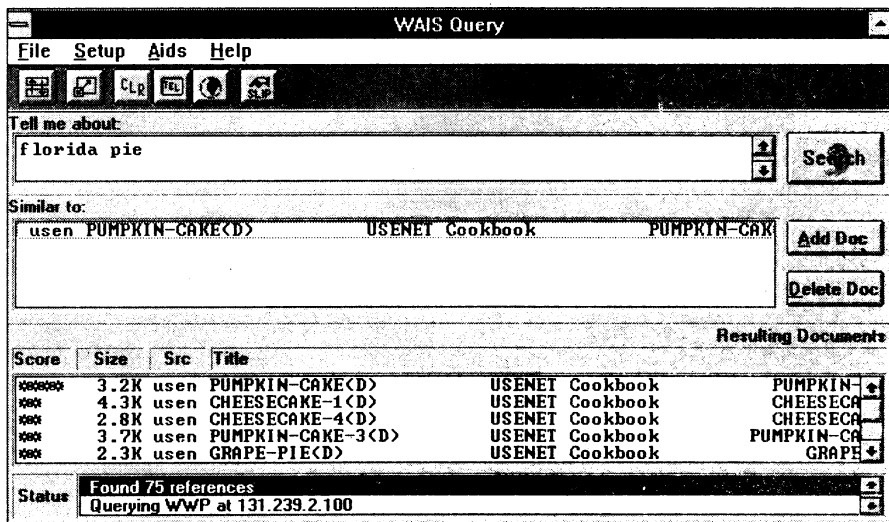 WAIS Query
File Setup Aids Help
CLR TEL SLIP
Tell me about:
florida pie
Search
Similar to:
usen PUMPKIN-CAKE(D) USENET Cookbook PUMPKIN-CAK
Add Doc
Delete Doc
Resulting Documents
Score Size Src Title
3.2K usen PUMPKIN-CAKE(D) USENET Cookbook PUMPKIN-
4.3K usen CHEESECAKE-1(D) USENET Cookbook CHEESECA
2.8K usen CHEESECAKE-4(D) USENET Cookbook CHEESECA
3.7K usen PUMPKIN-CAKE-3(D) USENET Cookbook PUMPKIN-CA
2.3K usen GRAPE-PIE(D) USENET Cookbook GRAPE
Status Found 75 references
Querying WWP at 131.239.2.100